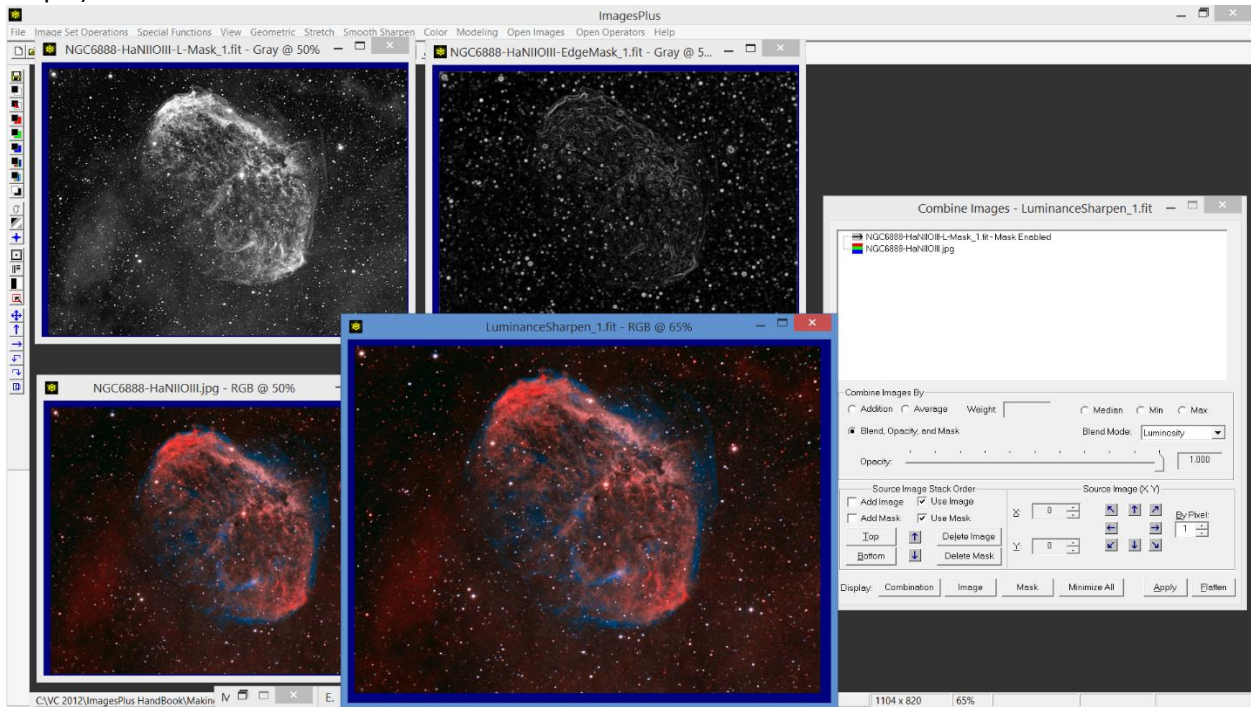 ImagesPlus
File Image Set Operations Special Functions View Geometric Stretch Smooth Sharpen Color Modeling Open Images Open Operators Help
NGC6888-HaNIIOIII-L-Mask_1.fit - Gray @ 50%
NGC6888-HaNIIOIII-EdgeMask_1.fit - Gray @ 5...
Combine Images - LuminanceSharpen_1.fit
NGC6888-HaNIIOIII-L-Mask_1.fit - Mask Enabled
NGC6888-HaNIIOIII.jpg
LuminanceSharpen_1.fit - RGB @ 65%
NGC6888-HaNIIOIII.jpg - RGB @ 50%
Combine Images By
Addition Average Weight Median Min Max
Blend, Opacity, and Mask Blend Mode: Luminosity
Opacity: 1.000
Source Image Stack Order Source Image (X Y)
Add Image Use Image X: 0 By Pixel:
Add Mask Use Mask 1
Top Delete Image Y: 0
Bottom Delete Mask
Display: Combination Image Mask Minimize All Apply Flatten
C:\VC 2012\ImagesPlus HandBook\Makin E. 1104 x 820 65%